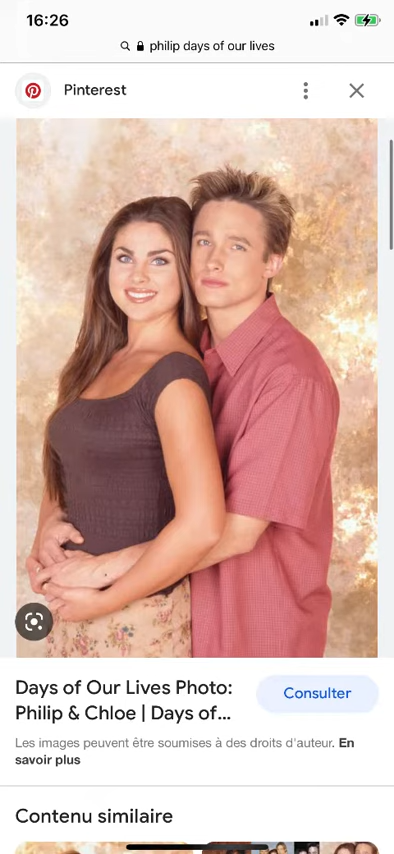 16:26
philip days of our lives
Pinterest
Days of Our Lives Photo:
Philip & Chloe | Days of...
Consulter
Les images peuvent être soumises à des droits d'auteur. En
savoir plus
Contenu similaire